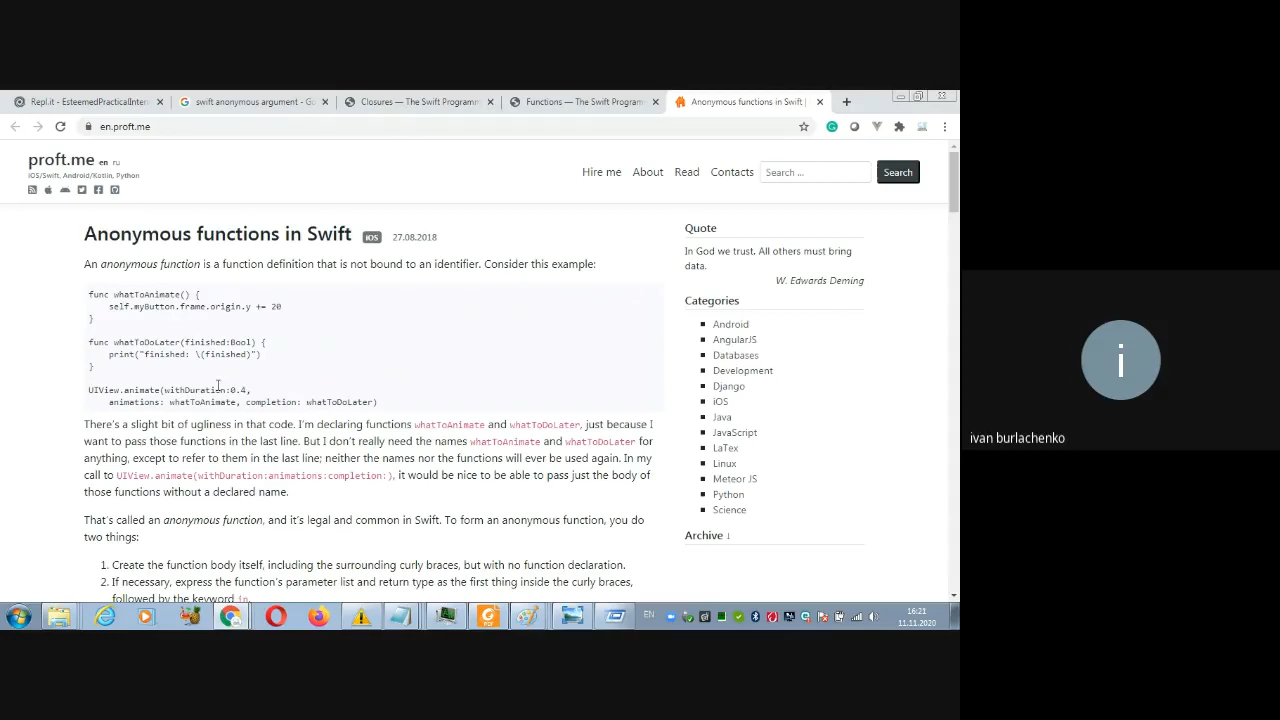 Repl.it - EsteemedPracticalInter
swift anonymous argument - Go
Closures — The Swift Programm
Functions — The Swift Program
Anonymous functions in Swift |
en.proft.me
proft.me en ru
iOS/Swift, Android/Kotlin, Python
Hire me About Read Contacts Search ... Search
Anonymous functions in Swift iOS 27.08.2018
An anonymous function is a function definition that is not bound to an identifier. Consider this example:
func whatToAnimate() {
self.myButton.frame.origin.y += 20
}
func whatToDoLater(finished:Bool) {
print("finished: \(finished)")
}
UIView.animate(withDuration:0.4,
animations: whatToAnimate, completion: whatToDoLater)
There's a slight bit of ugliness in that code. I'm declaring functions whatToAnimate and whatToDoLater, just because I
want to pass those functions in the last line. But I don't really need the names whatToAnimate and whatToDoLater for
anything, except to refer to them in the last line; neither the names nor the functions will ever be used again. In my
call to UIView.animate(withDuration:animations:completion:), it would be nice to be able to pass just the body of
those functions without a declared name.
That's called an anonymous function, and it's legal and common in Swift. To form an anonymous function, you do
two things:
1. Create the function body itself, including the surrounding curly braces, but with no function declaration.
2. If necessary, express the function's parameter list and return type as the first thing inside the curly braces,
followed by the keyword in.
Quote
In God we trust. All others must bring
data.
W. Edwards Deming
Categories
Android
AngularJS
Databases
Development
Django
iOS
Java
JavaScript
LaTex
Linux
Meteor JS
Python
Science
Archive ↓
EN
16:21
11.11.2020
i
ivan burlachenko